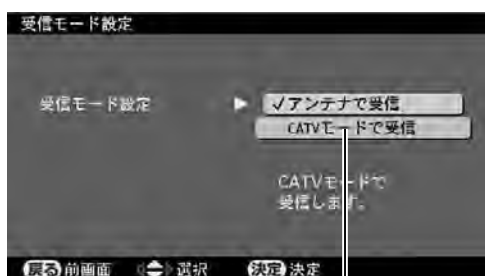 受信モード設定
受信モード設定 ▶ ✓アンテナで受信
CATVモードで受信
CATVモードで
受信します。
戻る 前画面 選択 決定 決定